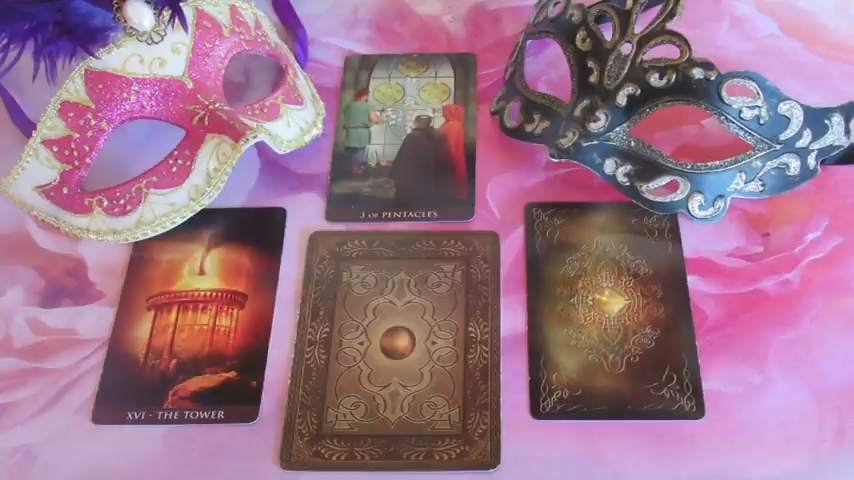 3 OF PENTACLES
XVI - THE TOWER